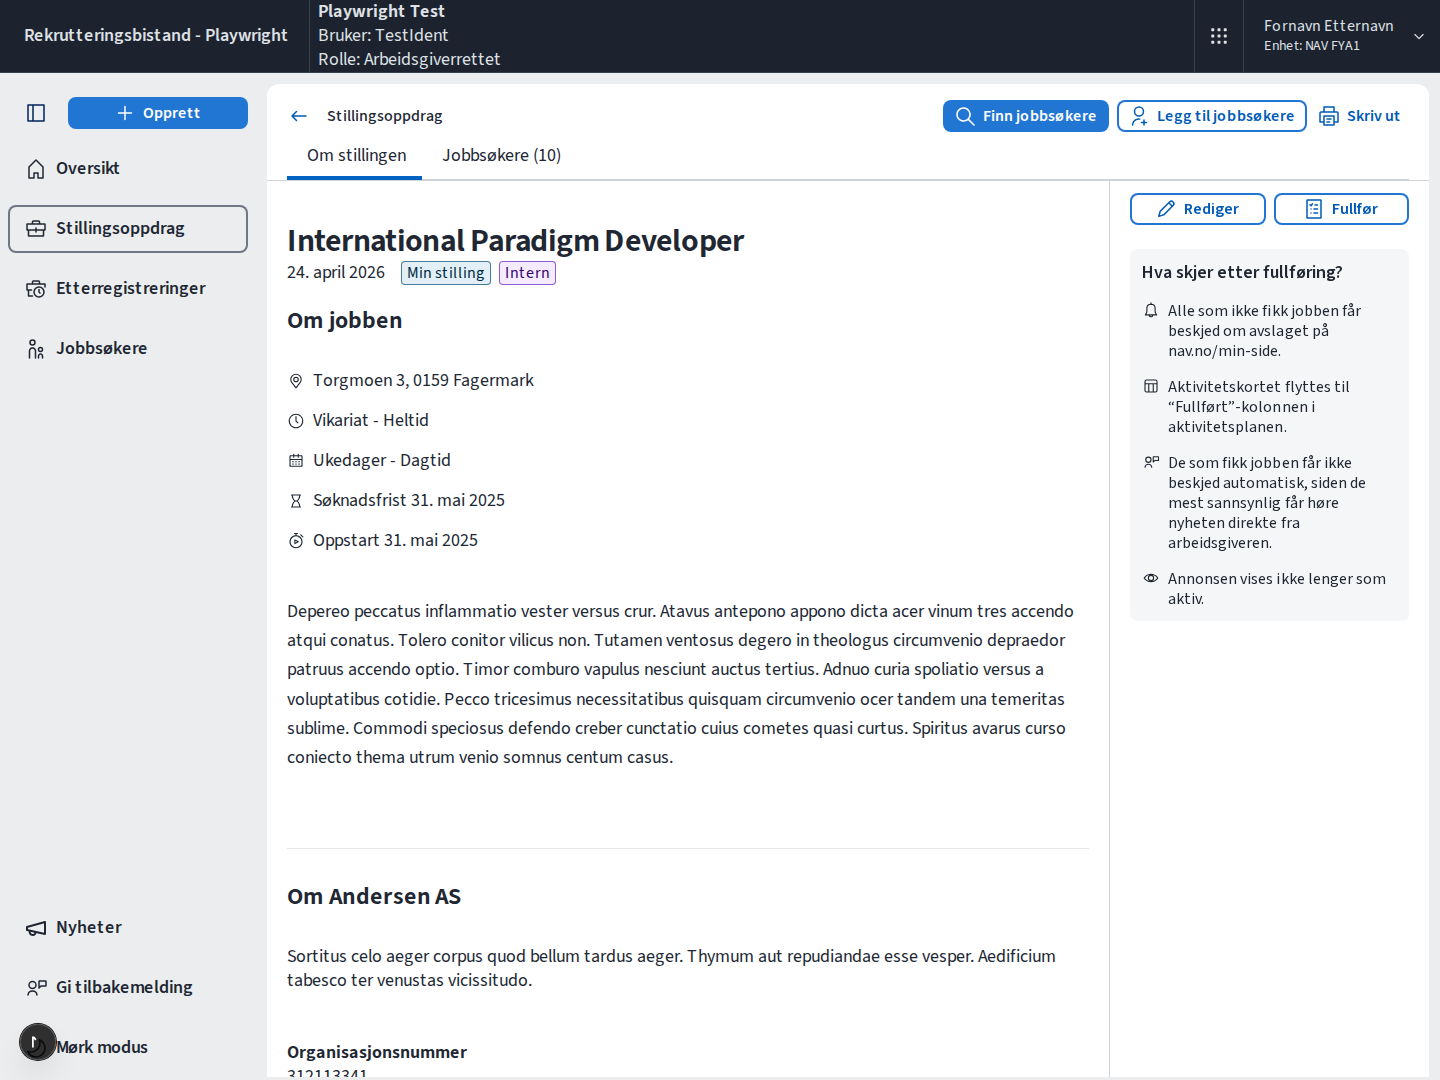 Rekrutteringsbistand - Playwright
Playwright Test
Bruker: TestIdent
Rolle: Arbeidsgiverrettet
Fornavn Etternavn
Enhet: NAV FYA1
Opprett
Oversikt
Stillingsoppdrag
Etterregistreringer
Jobbsøkere
Nyheter
Gi tilbakemelding
Mørk modus
Stillingsoppdrag
Finn jobbsøkere
Legg til jobbsøkere
Skriv ut
Om stillingen
Jobbsøkere (10)
International Paradigm Developer
24. april 2026
Min stilling
Intern
Om jobben
Torgmoen 3, 0159 Fagermark
Vikariat - Heltid
Ukedager - Dagtid
Søknadsfrist 31. mai 2025
Oppstart 31. mai 2025
Depereo peccatus inflammatio vester versus crur. Atavus antepono appono dicta acer vinum tres accendo
atqui conatus. Tolero conitor vilicus non. Tutamen ventosus degero in theologus circumvenio depraedor
patruus accendo optio. Timor comburo vapulus nesciunt auctus tertius. Adnuo curia spoliatio versus a
voluptatibus cotidie. Pecco tricesimus necessitatibus quisquam circumvenio ocer tandem una temeritas
sublime. Commodi speciosus defendo creber cunctatio cuius cometes quasi curtus. Spiritus avarus curso
coniecto thema utrum venio somnus centum casus.
Om Andersen AS
Sortitus celo aeger corpus quod bellum tardus aeger. Thymum aut repudiandae esse vesper. Aedificium
tabesco ter venustas vicissitudo.
Organisasjonsnummer
312113341
Rediger
Fullfør
Hva skjer etter fullføring?
Alle som ikke fikk jobben får
beskjed om avslaget på
nav.no/min-side.
Aktivitetskortet flyttes til
“Fullført”-kolonnen i
aktivitetsplanen.
De som fikk jobben får ikke
beskjed automatisk, siden de
mest sannsynlig får høre
nyheten direkte fra
arbeidsgiveren.
Annonsen vises ikke lenger som
aktiv.